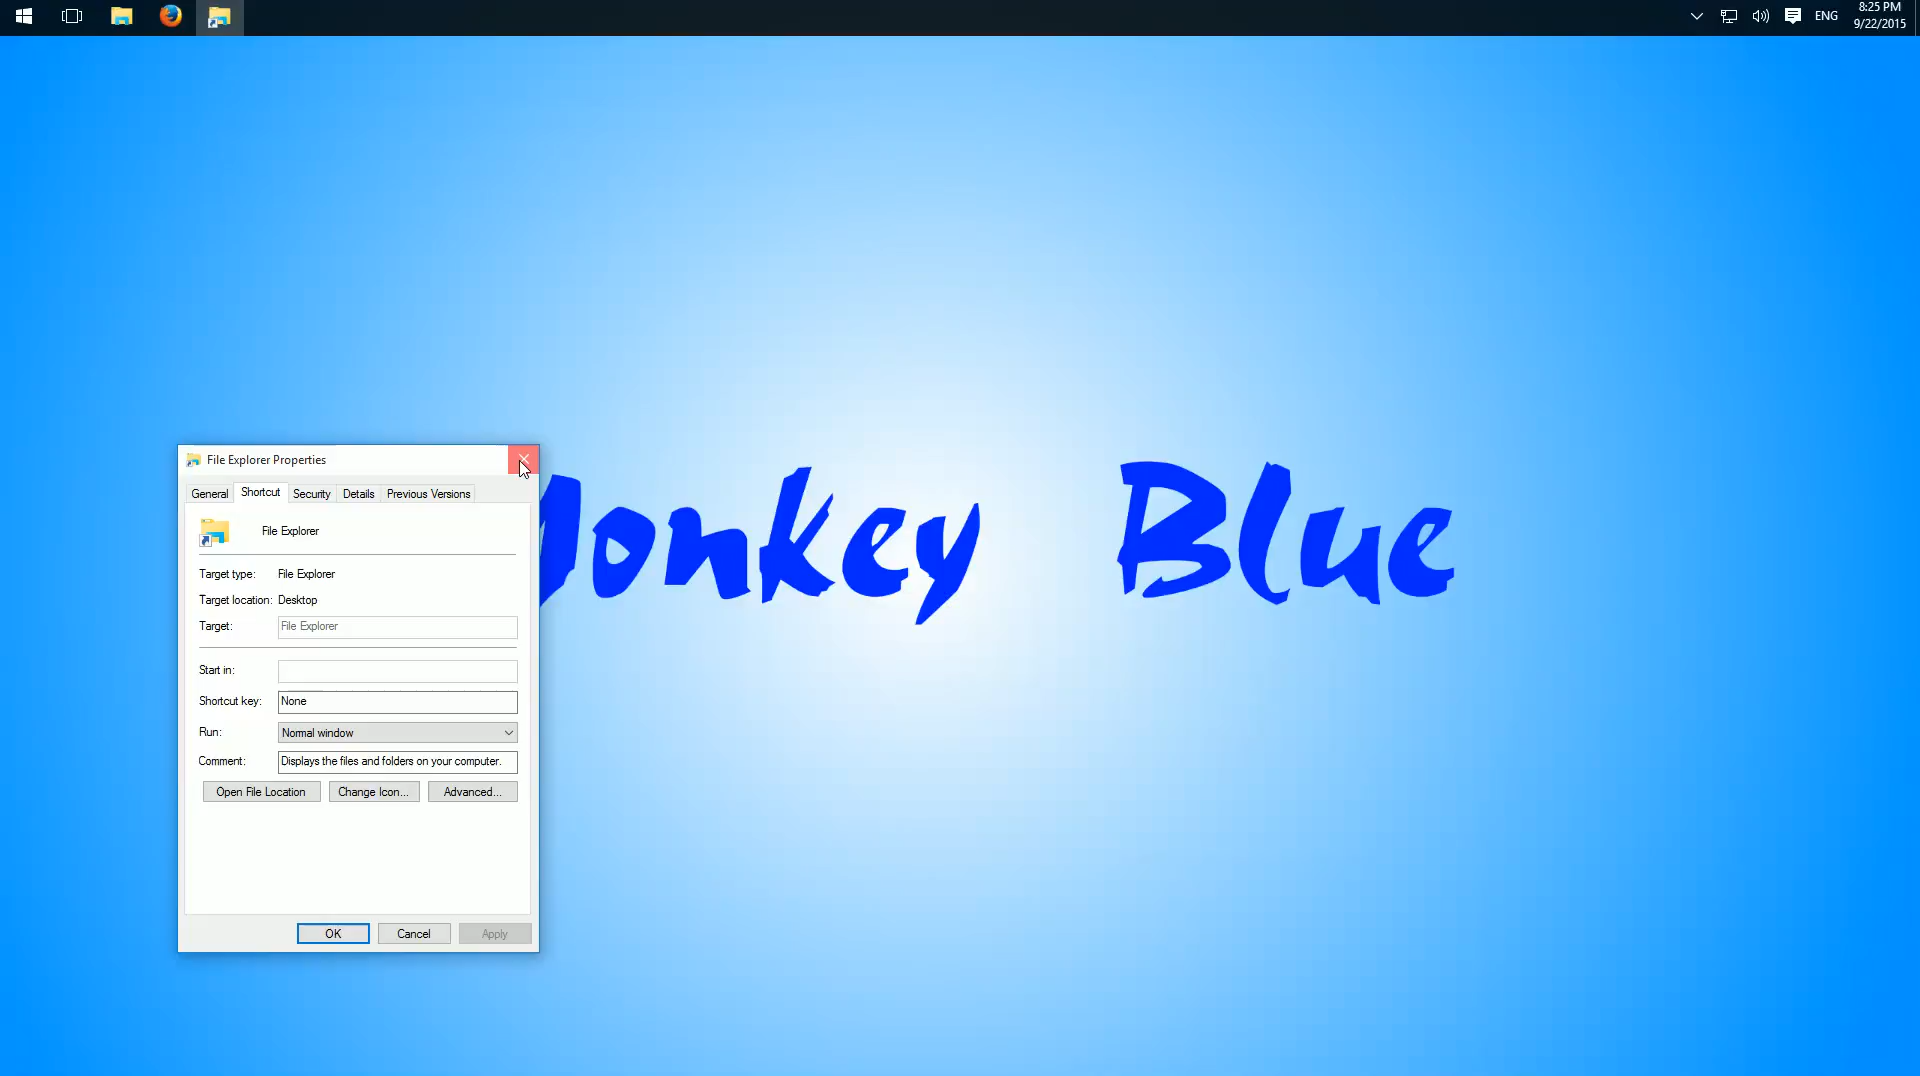 ENG
8:25 PM
9/22/2015
File Explorer Properties
General Shortcut Security Details Previous Versions
File Explorer
Target type: File Explorer
Target location: Desktop
Target: File Explorer
Start in:
Shortcut key: None
Run: Normal window
Comment: Displays the files and folders on your computer.
Open File Location Change Icon... Advanced...
OK Cancel Apply
onkey Blue